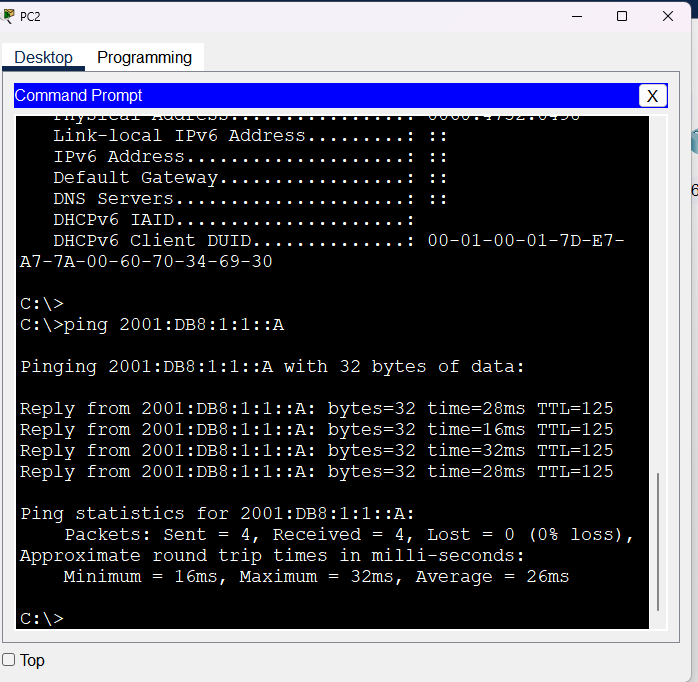 PC2
Desktop Programming
Command Prompt X
Physical Address................: 0060.4752.0496
Link-local IPv6 Address.........: ::
IPv6 Address....................: ::
Default Gateway.................: ::
DNS Servers.....................: ::
DHCPv6 IAID.....................:
DHCPv6 Client DUID..............: 00-01-00-01-7D-E7-
A7-7A-00-60-70-34-69-30
C:\>
C:\>ping 2001:DB8:1:1::A
Pinging 2001:DB8:1:1::A with 32 bytes of data:
Reply from 2001:DB8:1:1::A: bytes=32 time=28ms TTL=125
Reply from 2001:DB8:1:1::A: bytes=32 time=16ms TTL=125
Reply from 2001:DB8:1:1::A: bytes=32 time=32ms TTL=125
Reply from 2001:DB8:1:1::A: bytes=32 time=28ms TTL=125
Ping statistics for 2001:DB8:1:1::A:
Packets: Sent = 4, Received = 4, Lost = 0 (0% loss),
Approximate round trip times in milli-seconds:
Minimum = 16ms, Maximum = 32ms, Average = 26ms
C:\>
Top